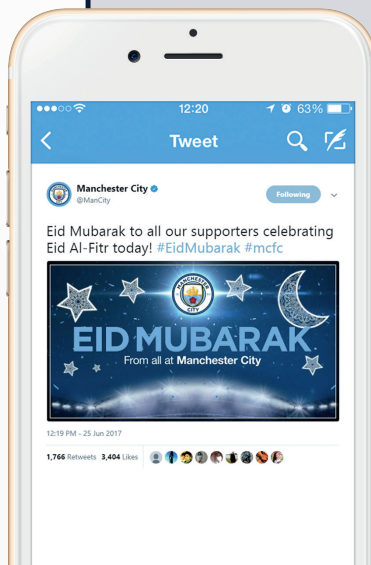 12:20
63%
Tweet
Manchester City
@ManCity
Following
Eid Mubarak to all our supporters celebrating
Eid Al-Fitr today! #EidMubarak #mcfc
MANCHESTER
CITY
EID MUBARAK
From all at Manchester City
12:19 PM - 25 Jun 2017
1,766 Retweets 3,404 Likes